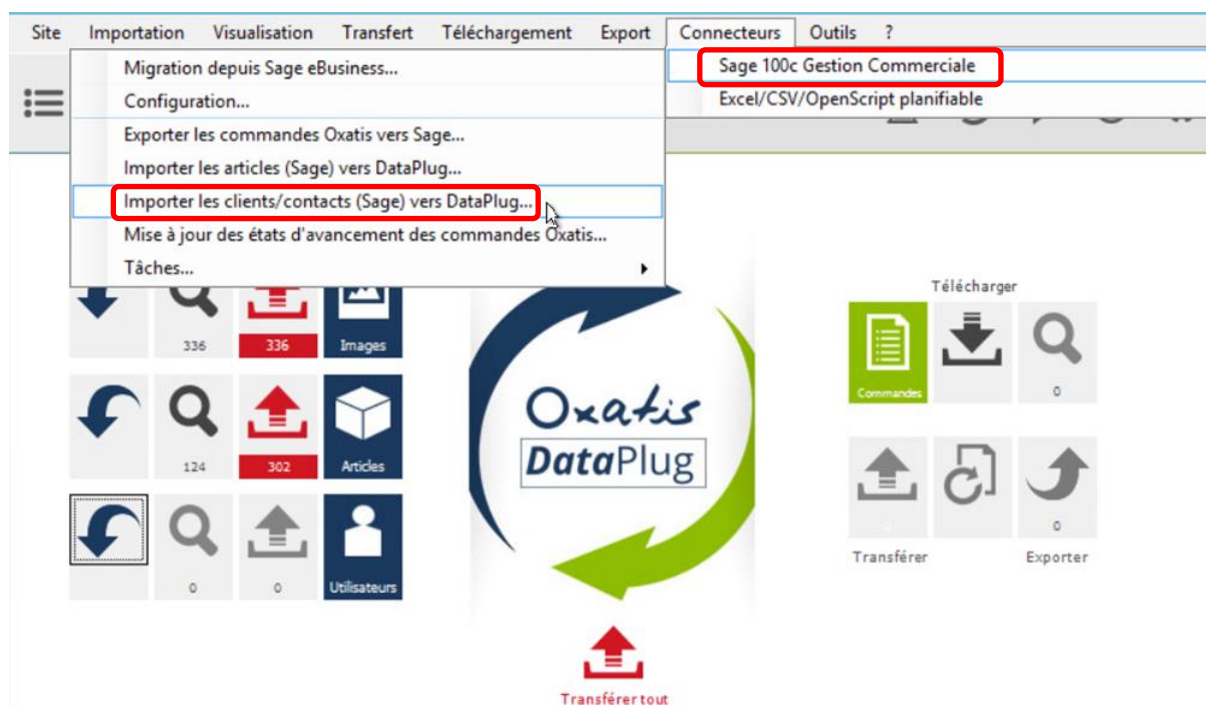 Site Importation Visualisation Transfert Téléchargement Export Connecteurs Outils ?
Migration depuis Sage eBusiness...
Configuration...
Exporter les commandes Oxatis vers Sage...
Importer les articles (Sage) vers DataPlug...
Importer les clients/contacts (Sage) vers DataPlug...
Mise à jour des états d'avancement des commandes Oxatis...
Tâches...
Sage 100c Gestion Commerciale
Excel/CSV/OpenScript planifiable
336 336 Images
124 302 Articles
0 0 Utilisateurs
Oxatis
DataPlug
Transférer tout
Télécharger
Commandes 0
0 0
Transférer Exporter